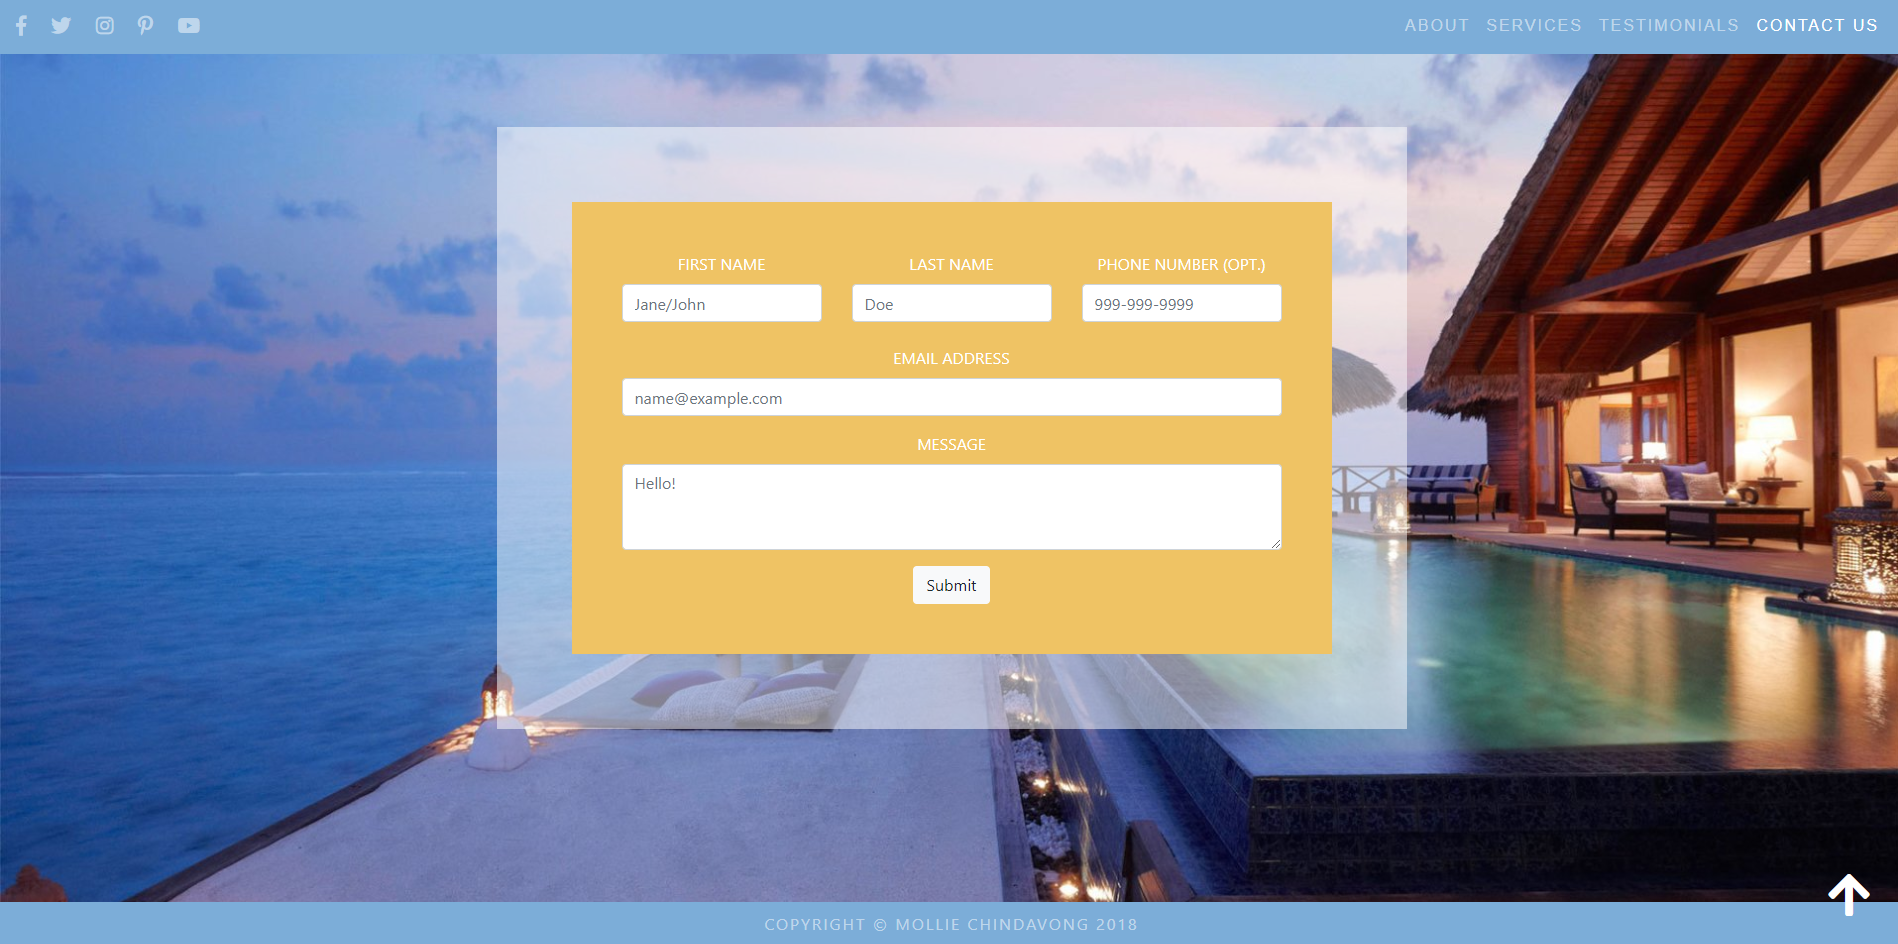 ABOUT SERVICES TESTIMONIALS CONTACT US
FIRST NAME LAST NAME PHONE NUMBER (OPT.)
Jane/John Doe 999-999-9999
EMAIL ADDRESS
name@example.com
MESSAGE
Hello!
Submit
COPYRIGHT © MOLLIE CHINDAVONG 2018